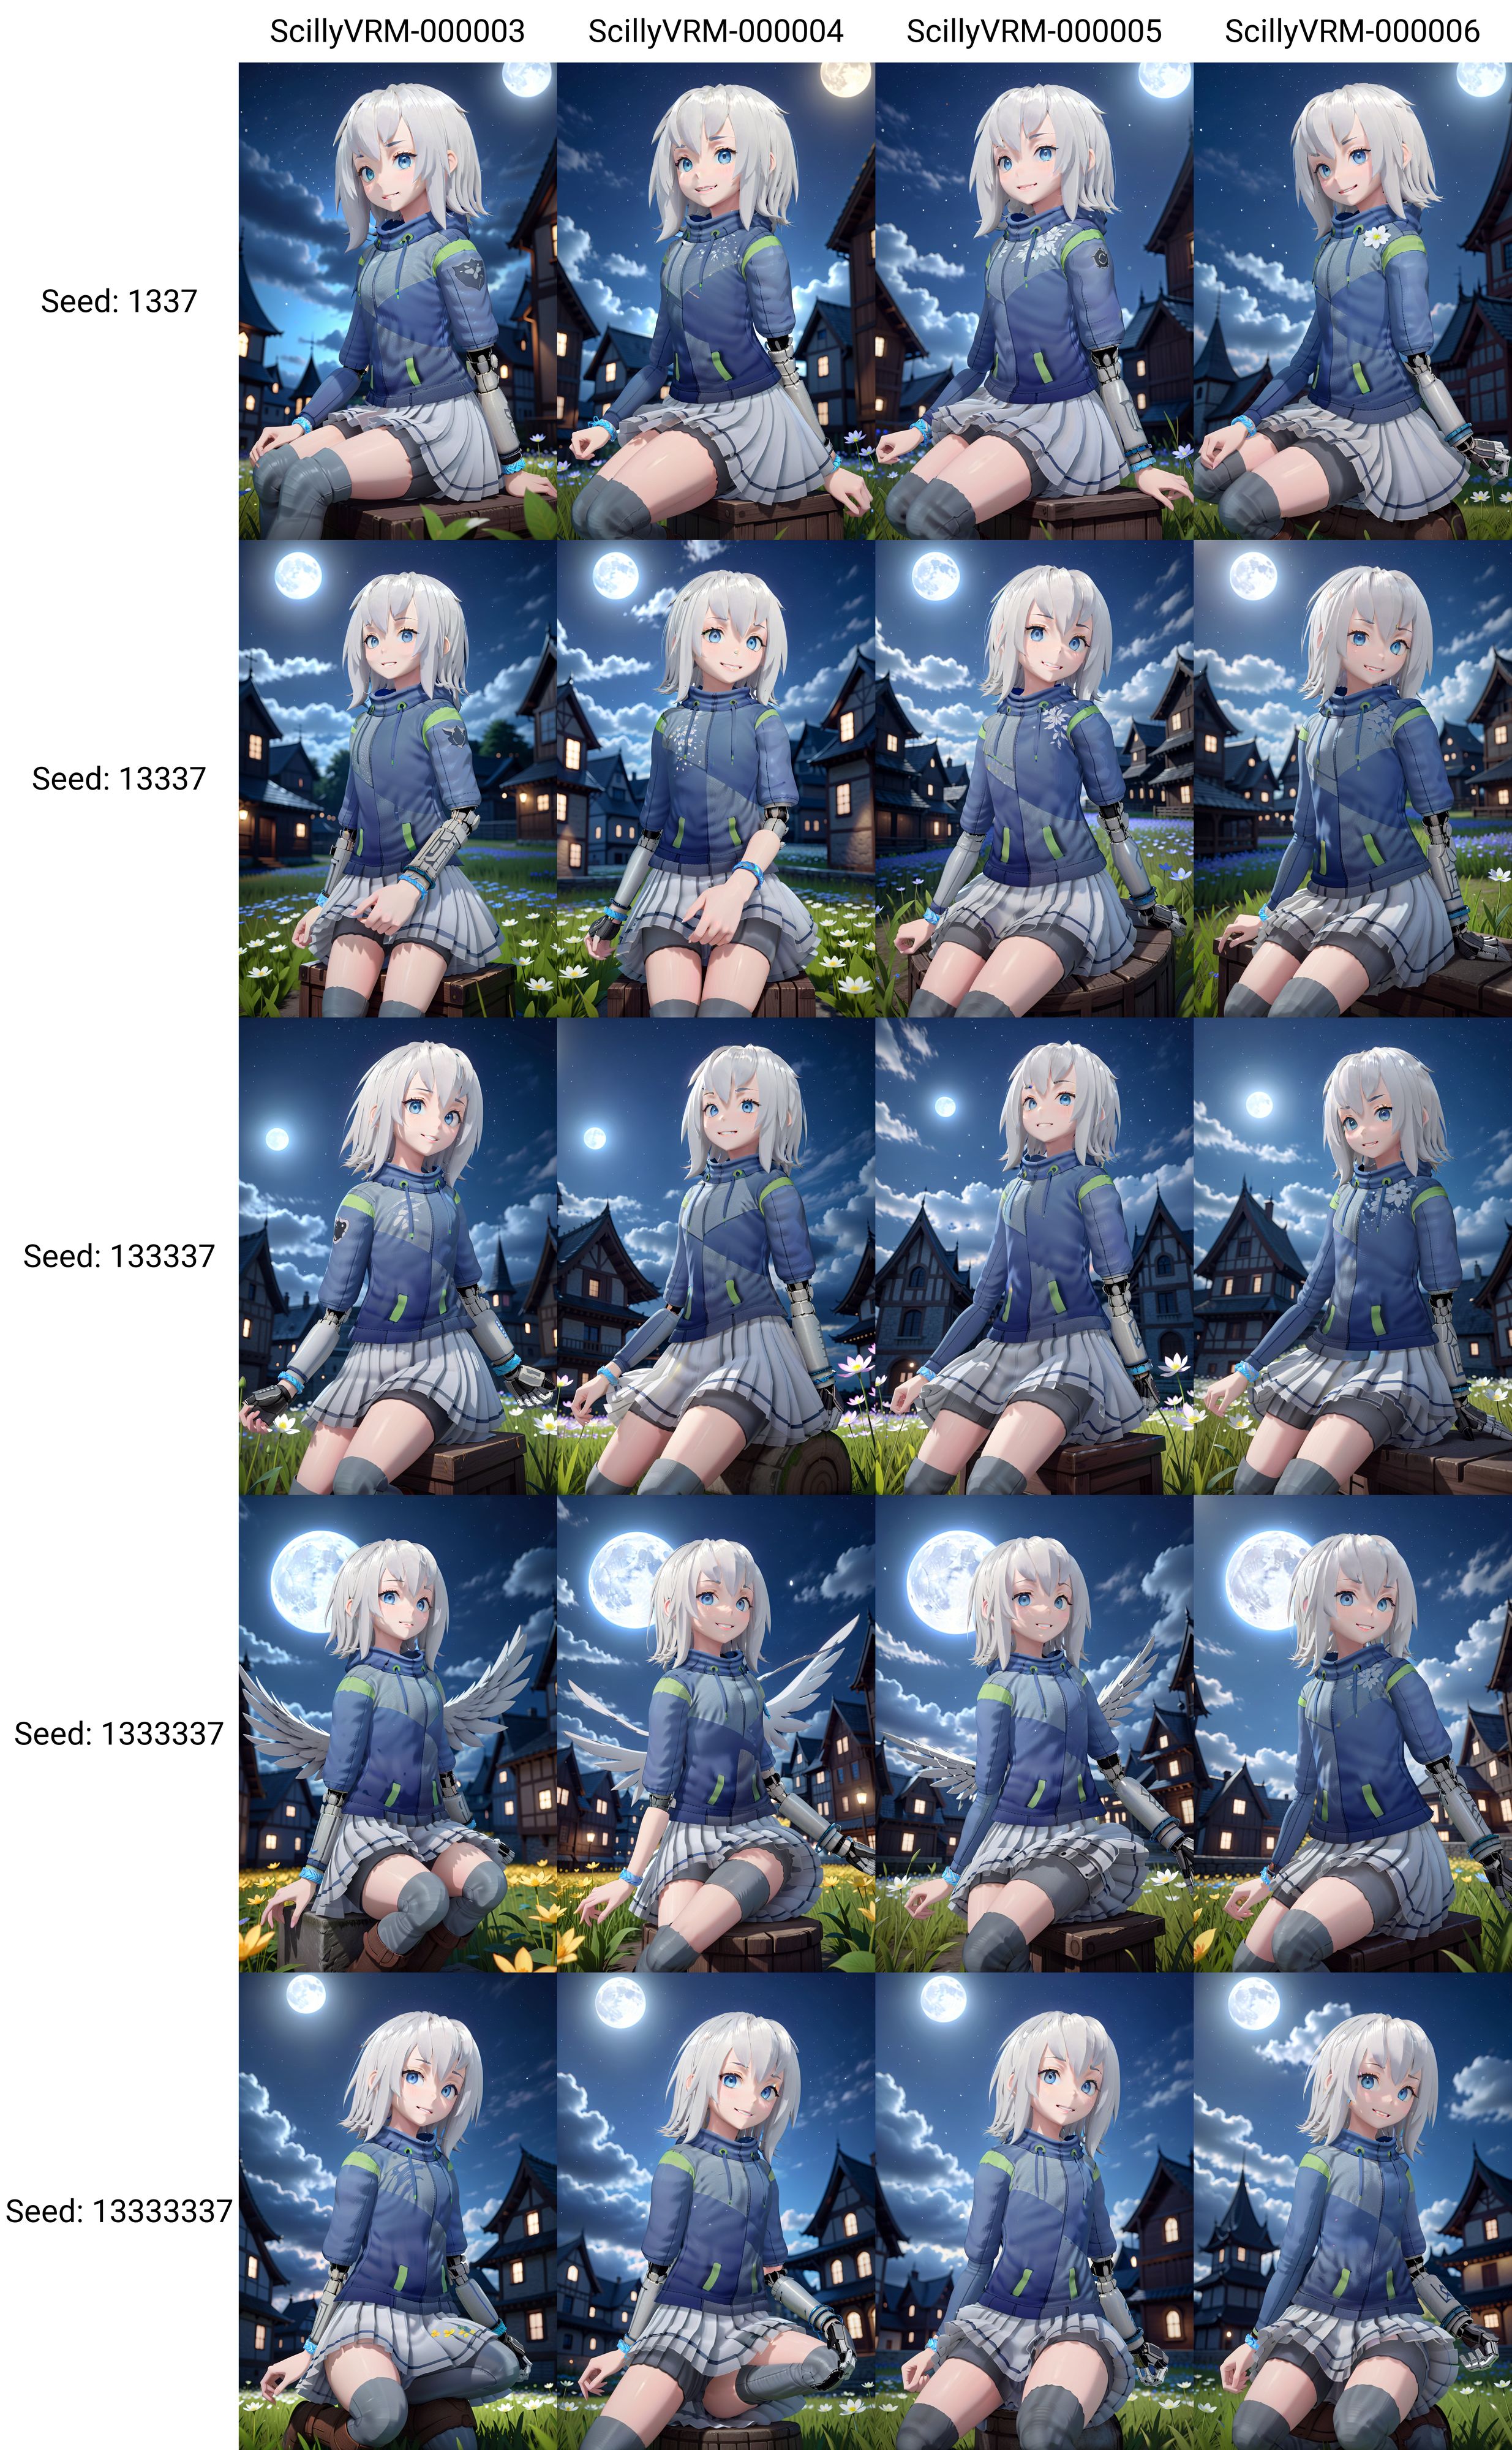 ScillyVRM-000003 ScillyVRM-000004 ScillyVRM-000005 ScillyVRM-000006
Seed: 1337
Seed: 13337
Seed: 133337
Seed: 1333337
Seed: 13333337